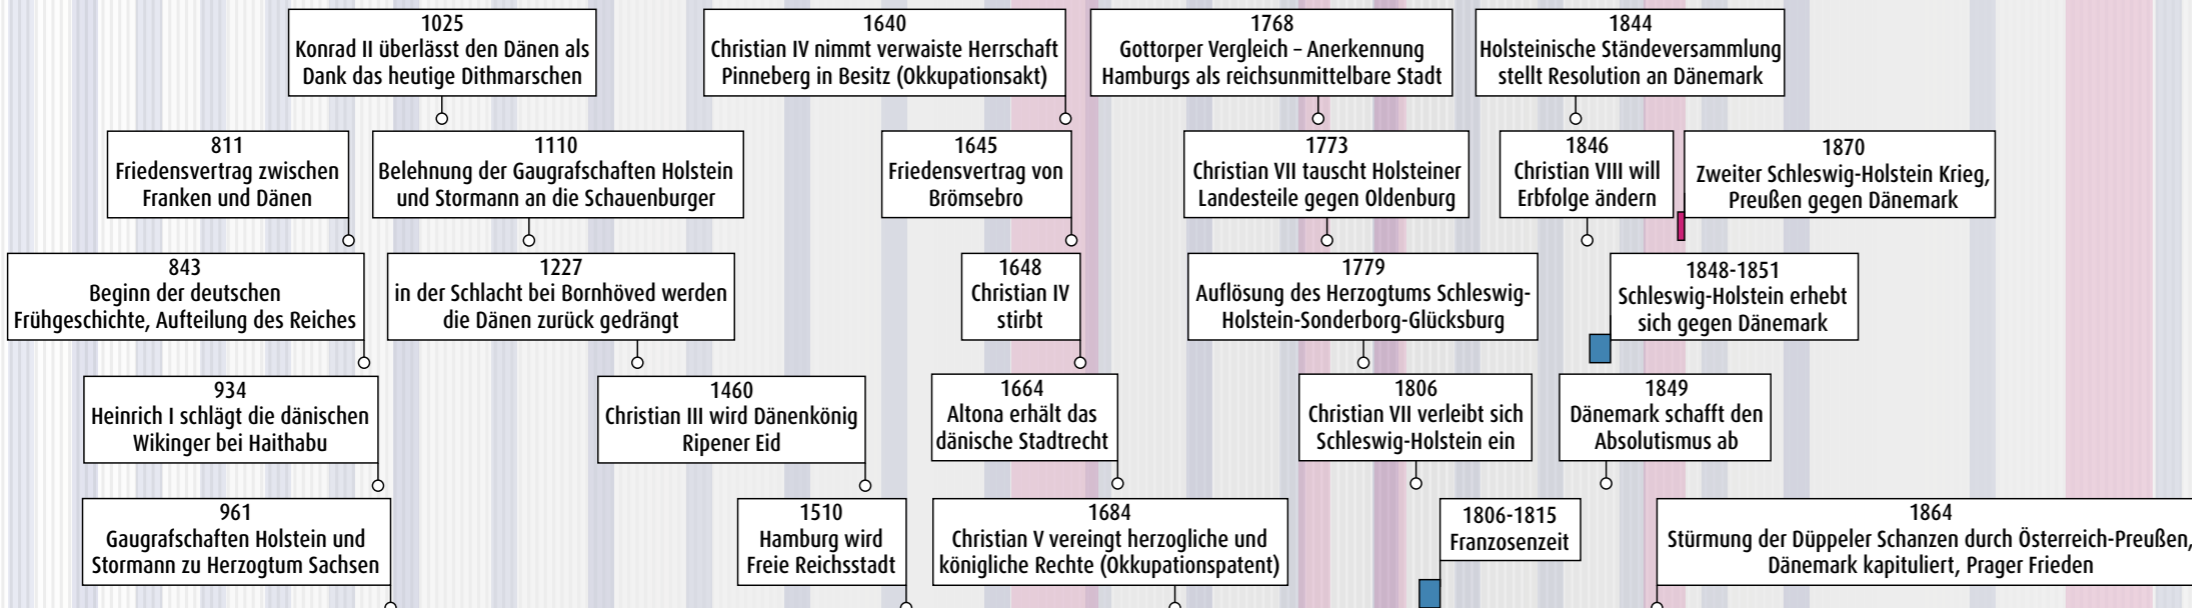 1025
Konrad II überlässt den Dänen als
Dank das heutige Dithmarschen
1640
Christian IV nimmt verwaiste Herrschaft
Pinneberg in Besitz (Okkupationsakt)
1768
Gottorper Vergleich – Anerkennung
Hamburgs als reichsunmittelbare Stadt
1844
Holsteinische Ständeversammlung
stellt Resolution an Dänemark
811
Friedensvertrag zwischen
Franken und Dänen
1110
Belehnung der Gaugrafschaften Holstein
und Stormann an die Schauenburger
1645
Friedensvertrag von
Brömsebro
1773
Christian VII tauscht Holsteiner
Landesteile gegen Oldenburg
1846
Christian VIII will
Erbfolge ändern
1870
Zweiter Schleswig-Holstein Krieg,
Preußen gegen Dänemark
843
Beginn der deutschen
Frühgeschichte, Aufteilung des Reiches
1227
in der Schlacht bei Bornhöved werden
die Dänen zurück gedrängt
1648
Christian IV
stirbt
1779
Auflösung des Herzogtums Schleswig-
Holstein-Sonderborg-Glücksburg
1848-1851
Schleswig-Holstein erhebt
sich gegen Dänemark
934
Heinrich I schlägt die dänischen
Wikinger bei Haithabu
1460
Christian III wird Dänenkönig
Ripener Eid
1664
Altona erhält das
dänische Stadtrecht
1806
Christian VII verleibt sich
Schleswig-Holstein ein
1849
Dänemark schafft den
Absolutismus ab
961
Gaugrafschaften Holstein und
Stormann zu Herzogtum Sachsen
1510
Hamburg wird
Freie Reichsstadt
1684
Christian V vereingt herzogliche und
königliche Rechte (Okkupationspatent)
1806-1815
Franzosenzeit
1864
Stürmung der Düppeler Schanzen durch Österreich-Preußen,
Dänemark kapituliert, Prager Frieden